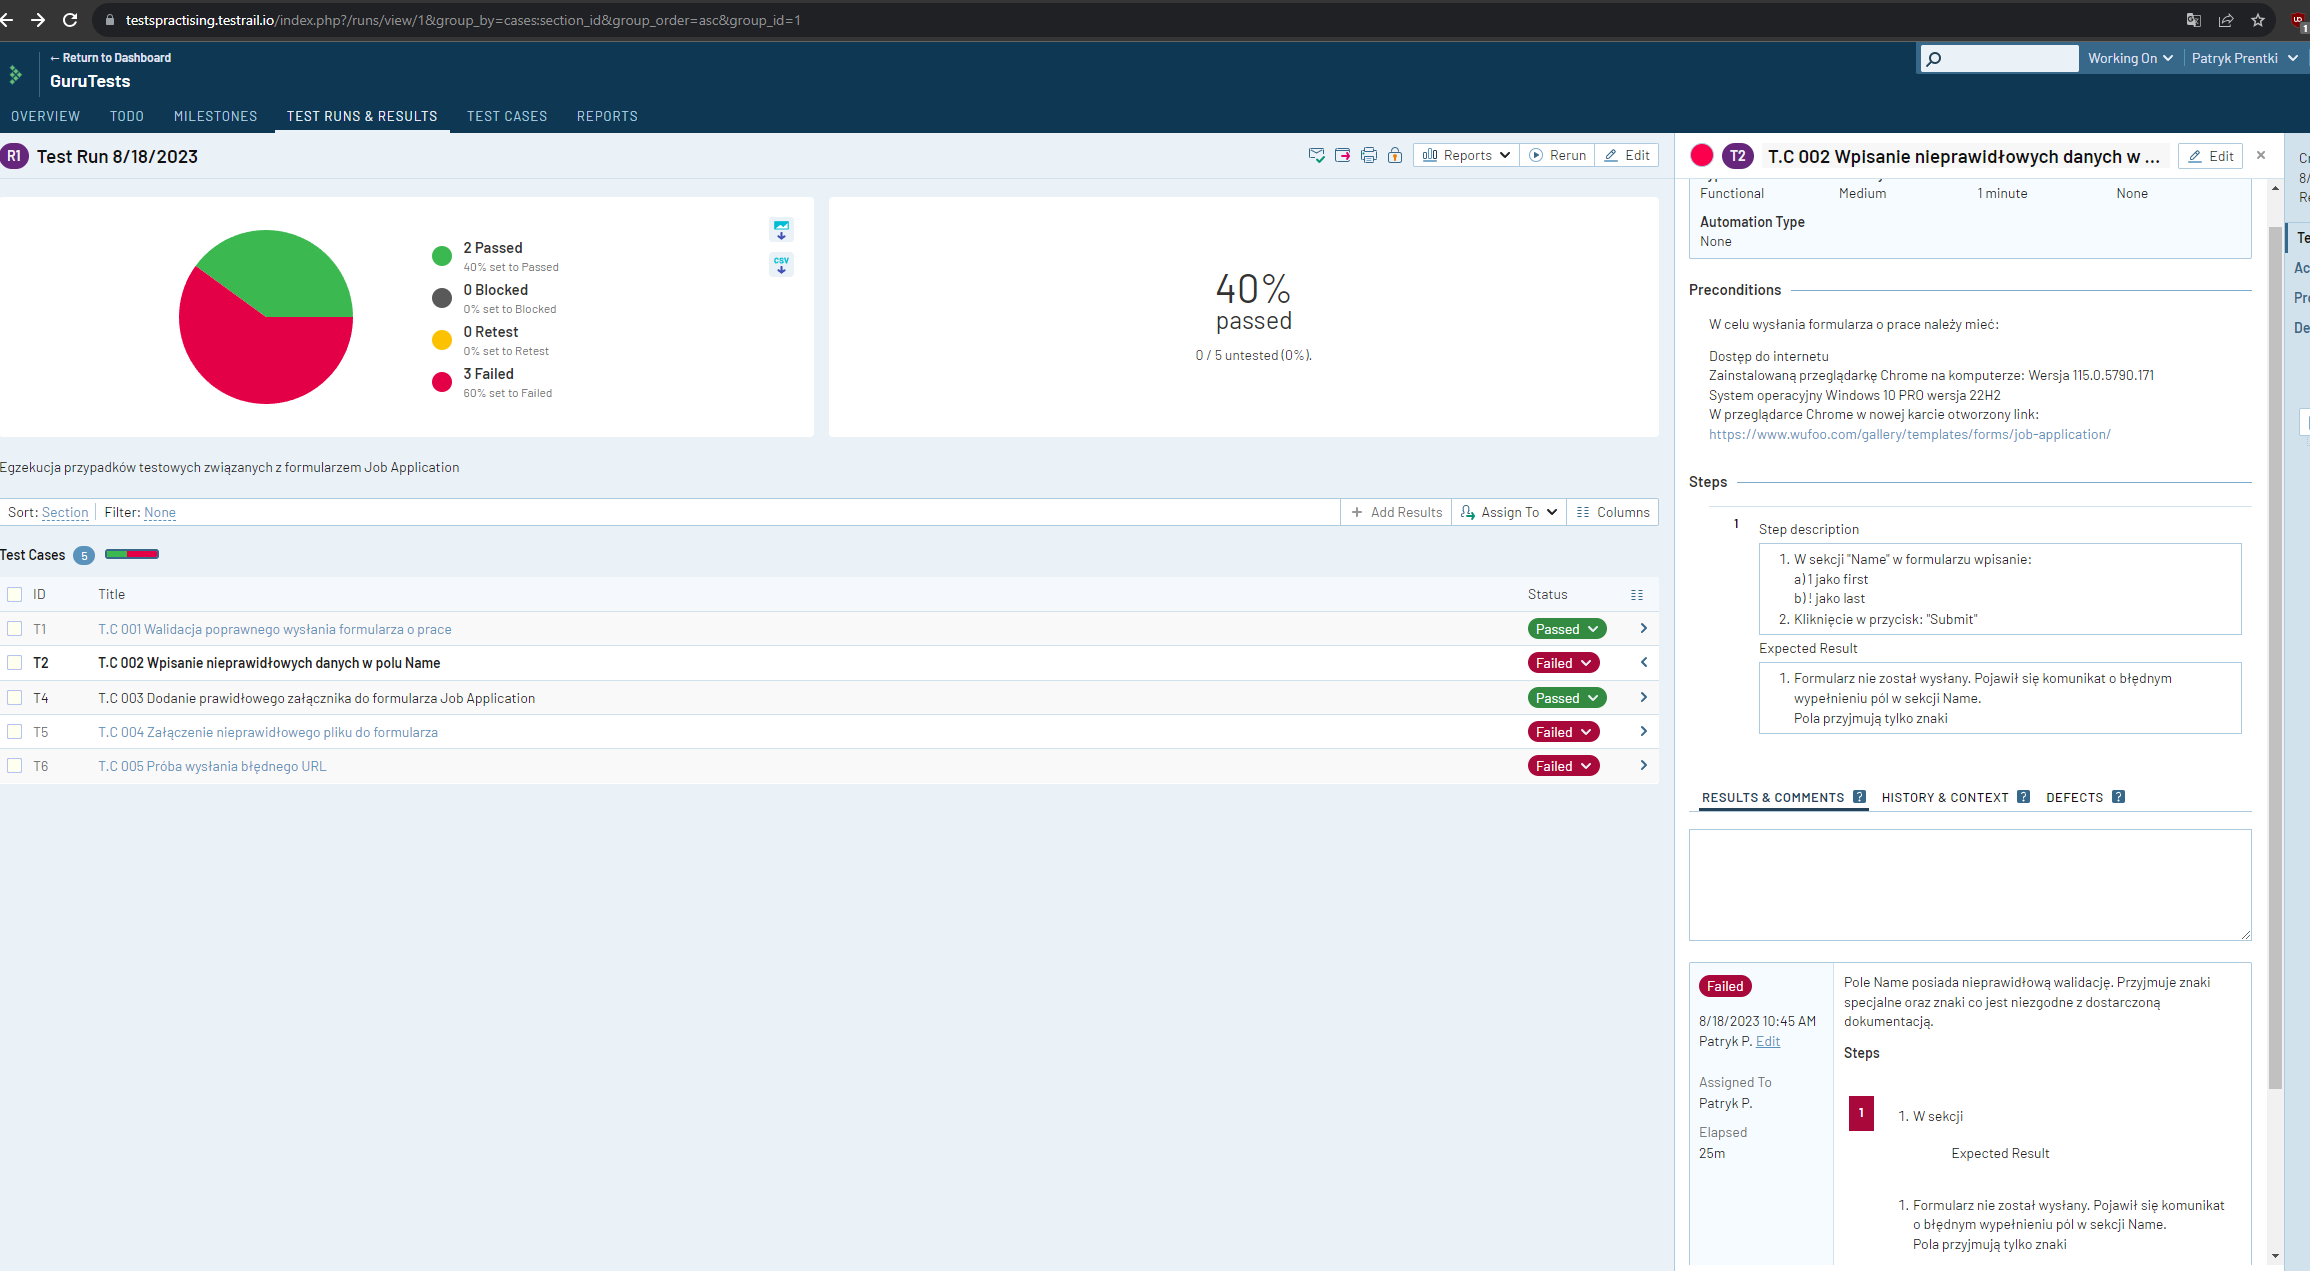 testspractising.testrail.io/index.php?/runs/view/1&group_by=cases:section_id&group_order=asc&group_id=1
← Return to Dashboard
GuruTests
Working On
Patryk Prentki
OVERVIEW TODO MILESTONES TEST RUNS & RESULTS TEST CASES REPORTS
R1 Test Run 8/18/2023
Reports Rerun Edit
2 Passed
40% set to Passed
0 Blocked
0% set to Blocked
0 Retest
0% set to Retest
3 Failed
60% set to Failed
CSV
40%
passed
0 / 5 untested (0%).
Egzekucja przypadków testowych związanych z formularzem Job Application
Sort: Section Filter: None
+ Add Results Assign To Columns
Test Cases 5
ID Title Status
T1 T.C 001 Walidacja poprawnego wysłania formularza o prace Passed
T2 T.C 002 Wpisanie nieprawidłowych danych w polu Name Failed
T4 T.C 003 Dodanie prawidłowego załącznika do formularza Job Application Passed
T5 T.C 004 Załączenie nieprawidłowego pliku do formularza Failed
T6 T.C 005 Próba wysłania błędnego URL Failed
T2 T.C 002 Wpisanie nieprawidłowych danych w ... Edit
Functional Medium 1 minute None
Automation Type
None
Preconditions
W celu wysłania formularza o prace należy mieć:
Dostęp do internetu
Zainstalowaną przeglądarkę Chrome na komputerze: Wersja 115.0.5790.171
System operacyjny Windows 10 PRO wersja 22H2
W przeglądarce Chrome w nowej karcie otworzony link:
https://www.wufoo.com/gallery/templates/forms/job-application/
Steps
1
Step description
1. W sekcji "Name" w formularzu wpisanie:
a) 1 jako first
b) ! jako last
2. Kliknięcie w przycisk: "Submit"
Expected Result
1. Formularz nie został wysłany. Pojawił się komunikat o błędnym
wypełnieniu pól w sekcji Name.
Pola przyjmują tylko znaki
RESULTS & COMMENTS ? HISTORY & CONTEXT ? DEFECTS ?
Failed
8/18/2023 10:45 AM
Patryk P. Edit
Assigned To
Patryk P.
Elapsed
25m
Pole Name posiada nieprawidłową walidację. Przyjmuje znaki
specjalne oraz znaki co jest niezgodne z dostarczoną
dokumentacją.
Steps
1
1. W sekcji
Expected Result
1. Formularz nie został wysłany. Pojawił się komunikat
o błędnym wypełnieniu pól w sekcji Name.
Pola przyjmują tylko znaki